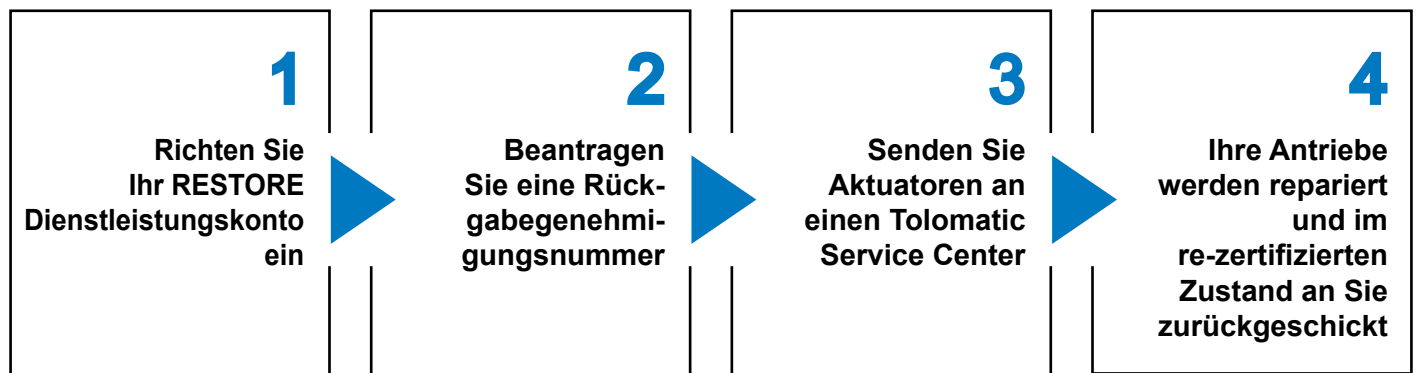 1
Richten Sie
Ihr RESTORE
Dienstleistungskonto
ein
2
Beantragen
Sie eine Rück-
gabegenehmi-
gungsnummer
3
Senden Sie
Aktuatoren an
einen Tolomatic
Service Center
4
Ihre Antriebe
werden repariert
und im
re-zertifizierten
Zustand an Sie
zurückgeschickt